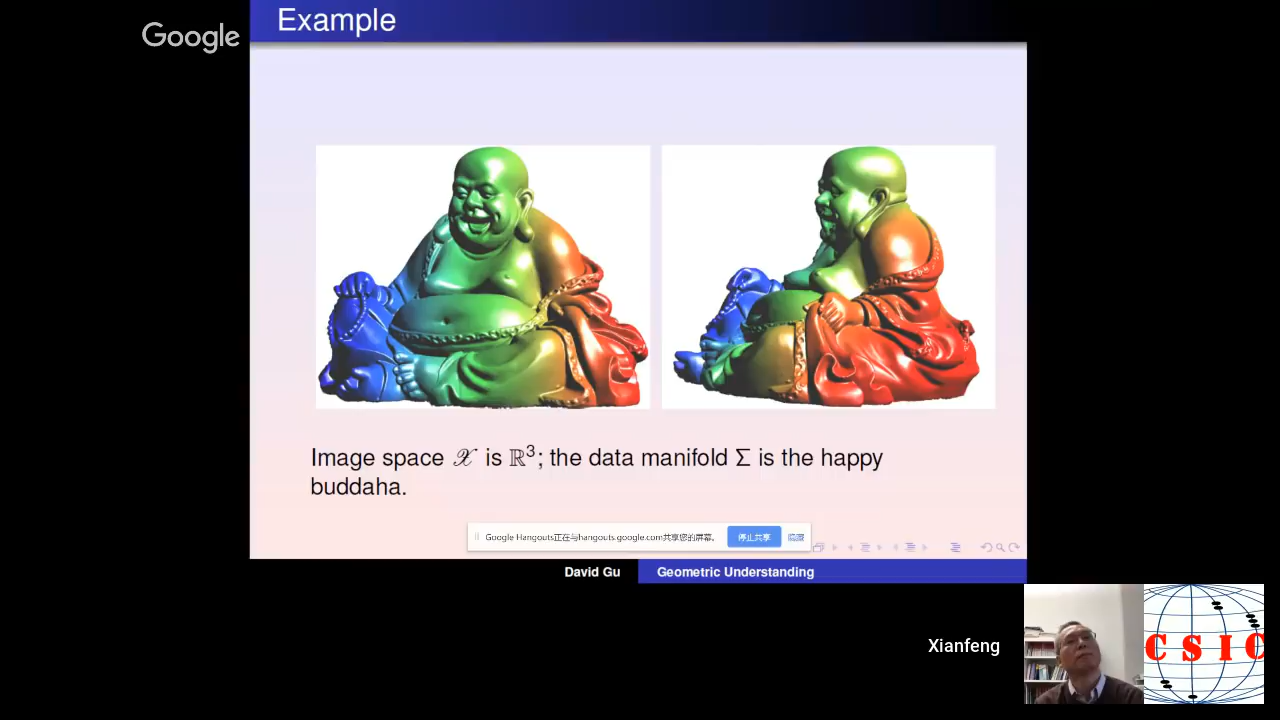 Example
Google
Image space 𝒳 is ℝ³; the data manifold Σ is the happy
buddaha.
Google Hangouts正在与hangouts.google.com共享您的屏幕。 停止共享 隐藏
David Gu Geometric Understanding
Xianfeng
CSIC